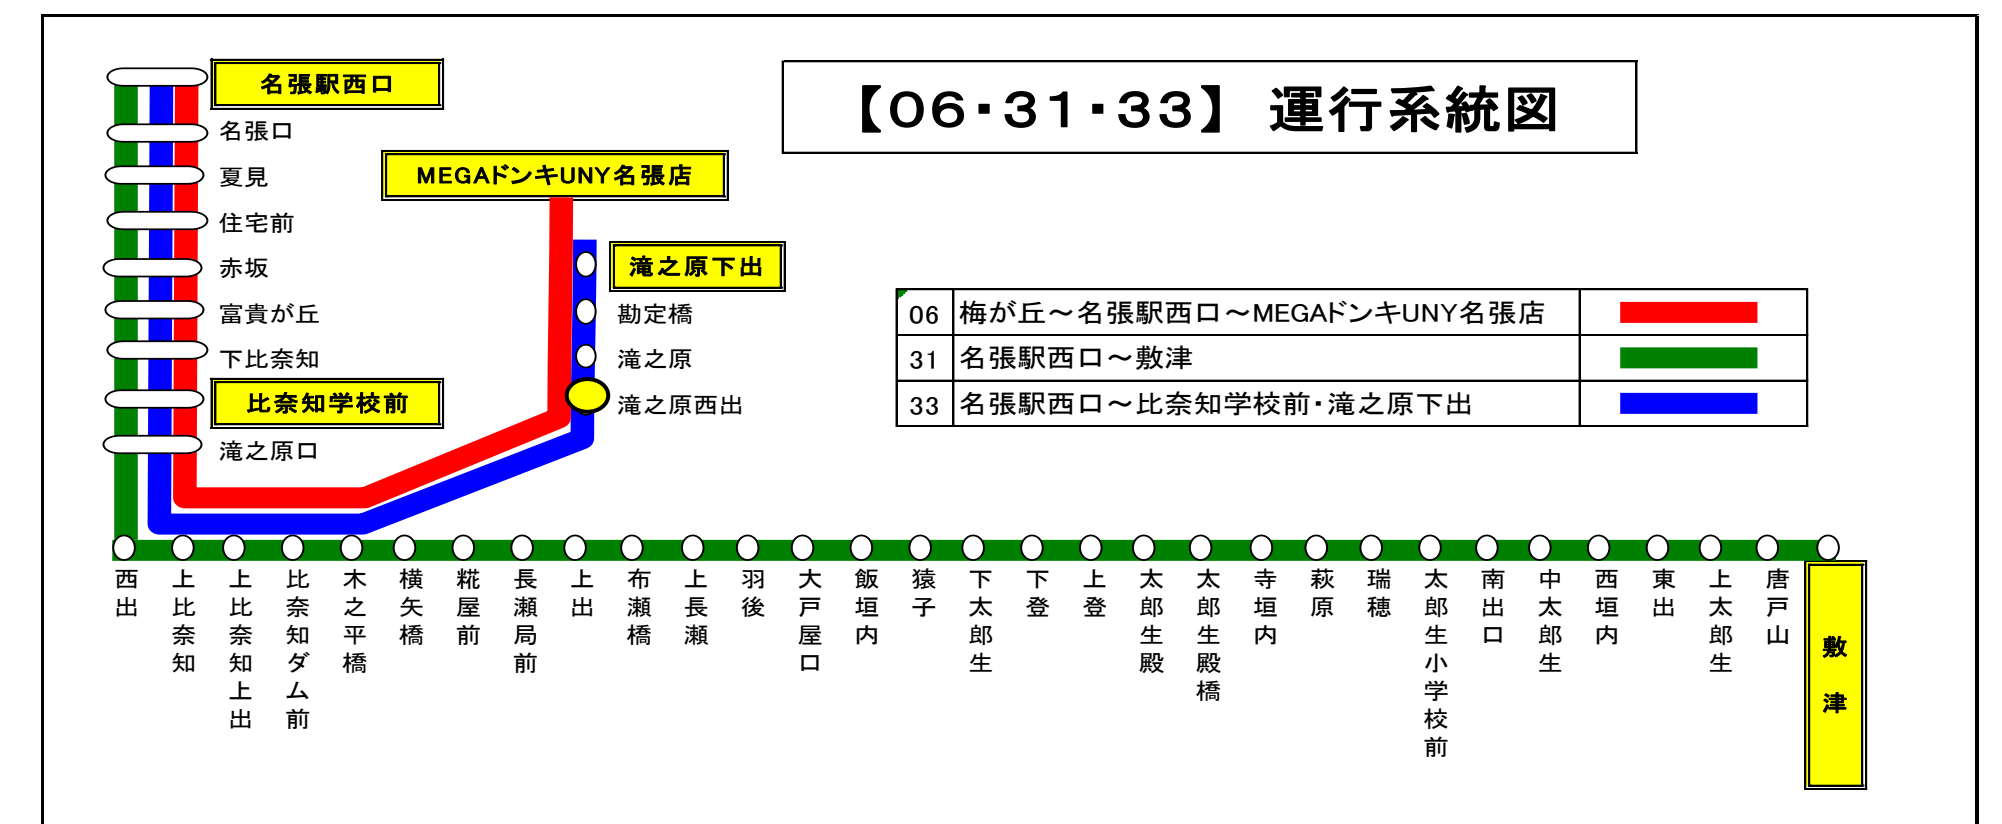 【06・31・33】 運行系統図
名張駅西口
名張口
夏見
住宅前
赤坂
富貴が丘
下比奈知
比奈知学校前
滝之原口
MEGAドンキUNY名張店
滝之原下出
勘定橋
滝之原
滝之原西出
06 梅が丘～名張駅西口～MEGAドンキUNY名張店
31 名張駅西口～敷津
33 名張駅西口～比奈知学校前・滝之原下出
西出
上比奈知
上比奈知上出
比奈知ダム前
木之平橋
横矢橋
糀屋前
長瀬局前
上出
布瀬橋
上長瀬
羽後
大戸屋口
飯垣内
猿子
下太郎生
下登
上登
太郎生殿
太郎生殿橋
寺垣内
萩原
瑞穂
太郎生小学校前
南出口
中太郎生
西垣内
東出
上太郎生
唐戸山
敷津